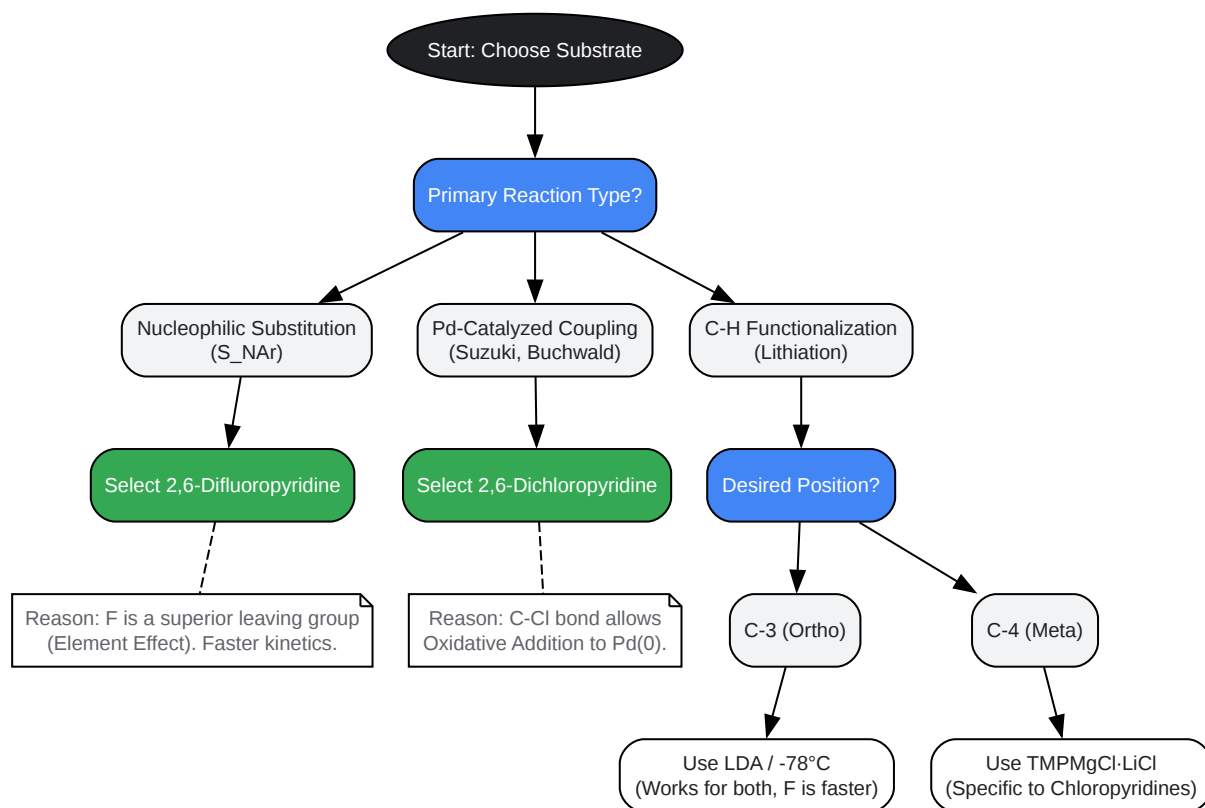 Start: Choose Substrate
Primary Reaction Type?
Nucleophilic Substitution
(S_NAr)
Pd-Catalyzed Coupling
(Suzuki, Buchwald)
C-H Functionalization
(Lithiation)
Select 2,6-Difluoropyridine
Select 2,6-Dichloropyridine
Desired Position?
Reason: F is a superior leaving group
(Element Effect). Faster kinetics.
Reason: C-Cl bond allows
Oxidative Addition to Pd(0).
C-3 (Ortho)
C-4 (Meta)
Use LDA / -78°C
(Works for both, F is faster)
Use TMPMgCl·LiCl
(Specific to Chloropyridines)